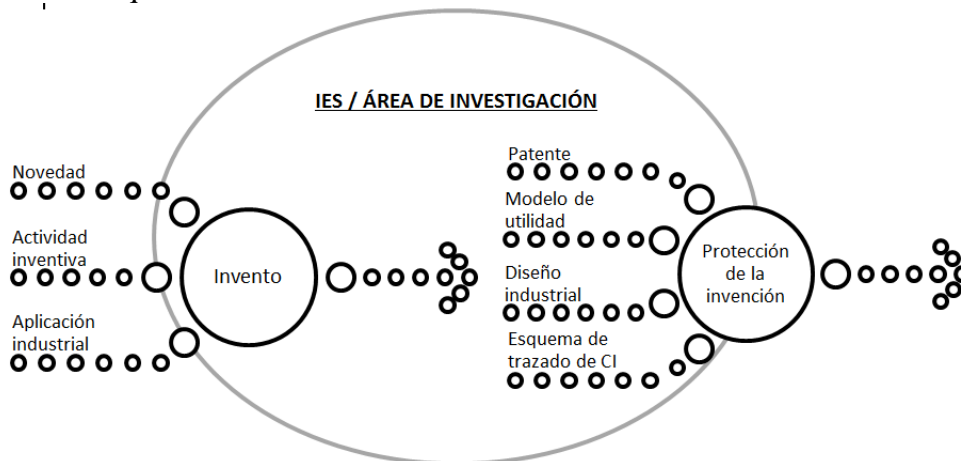 IES / ÁREA DE INVESTIGACIÓN
Novedad
Actividad
inventiva
Aplicación
industrial
Invento
Patente
Modelo de
utilidad
Diseño
industrial
Esquema de
trazado de CI
Protección
de la
invención